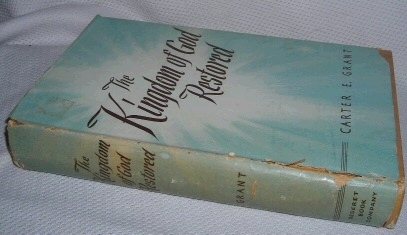 The
Kingdom of God
Restored
CARTER E. GRANT
The
Kingdom
of God
Restored
GRANT
DESERET
BOOK
COMPANY